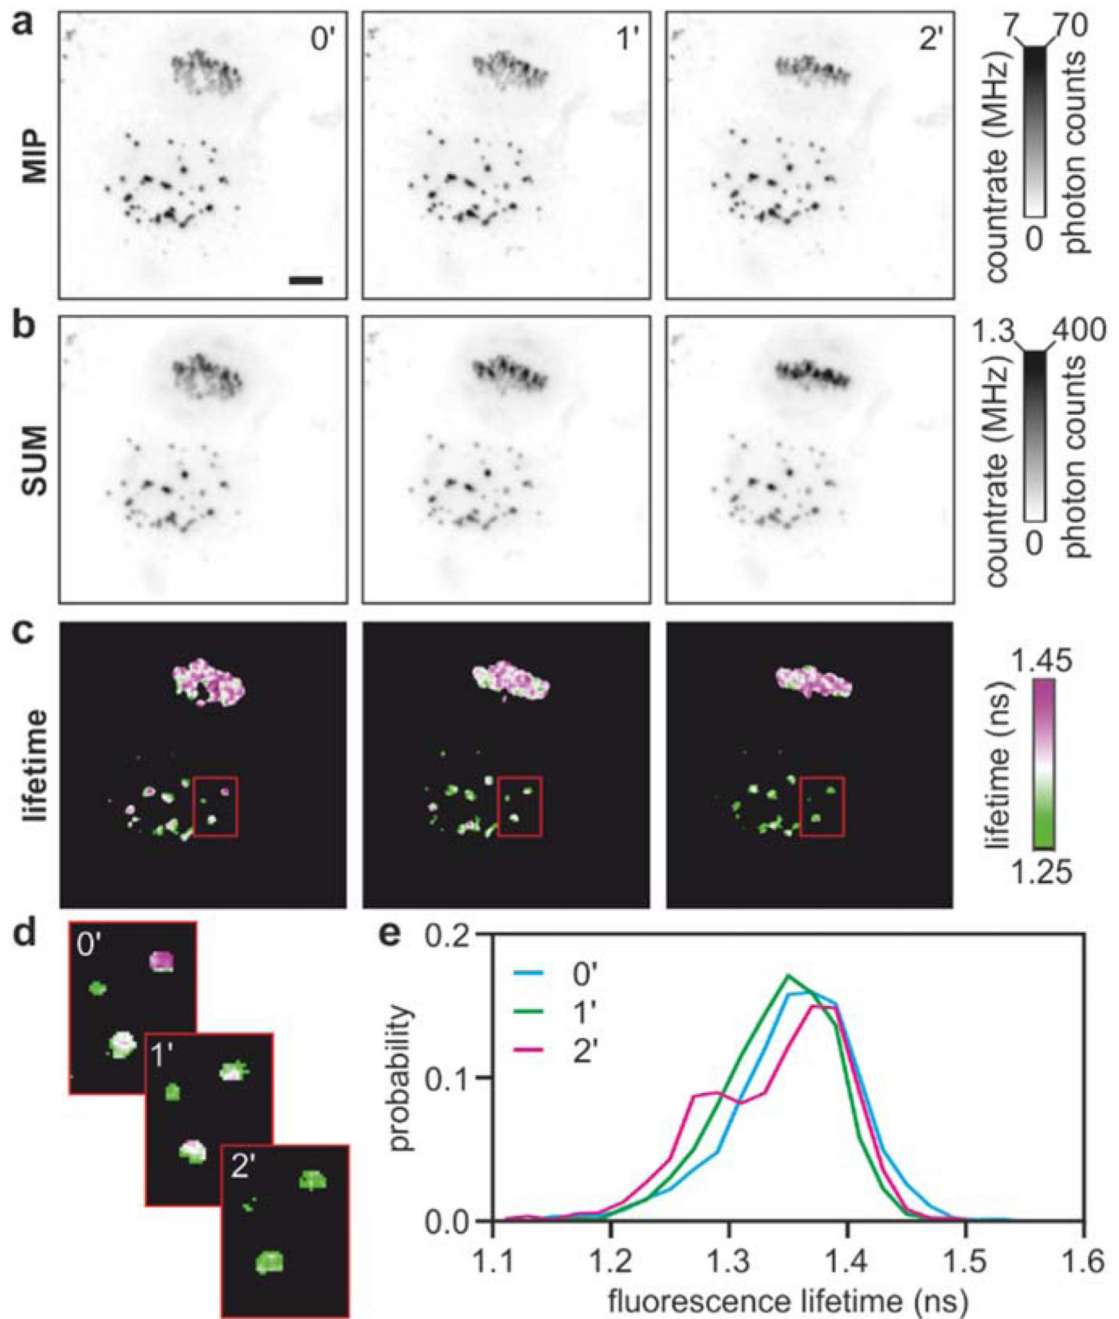 a
MIP
0'
1'
2'
7
70
countrate (MHz)
photon counts
0
b
SUM
1.3
400
countrate (MHz)
photon counts
0
c
lifetime
1.45
lifetime (ns)
1.25
d
0'
1'
2'
e
0.2
0.1
0.0
probability
0'
1'
2'
1.1
1.2
1.3
1.4
1.5
1.6
fluorescence lifetime (ns)